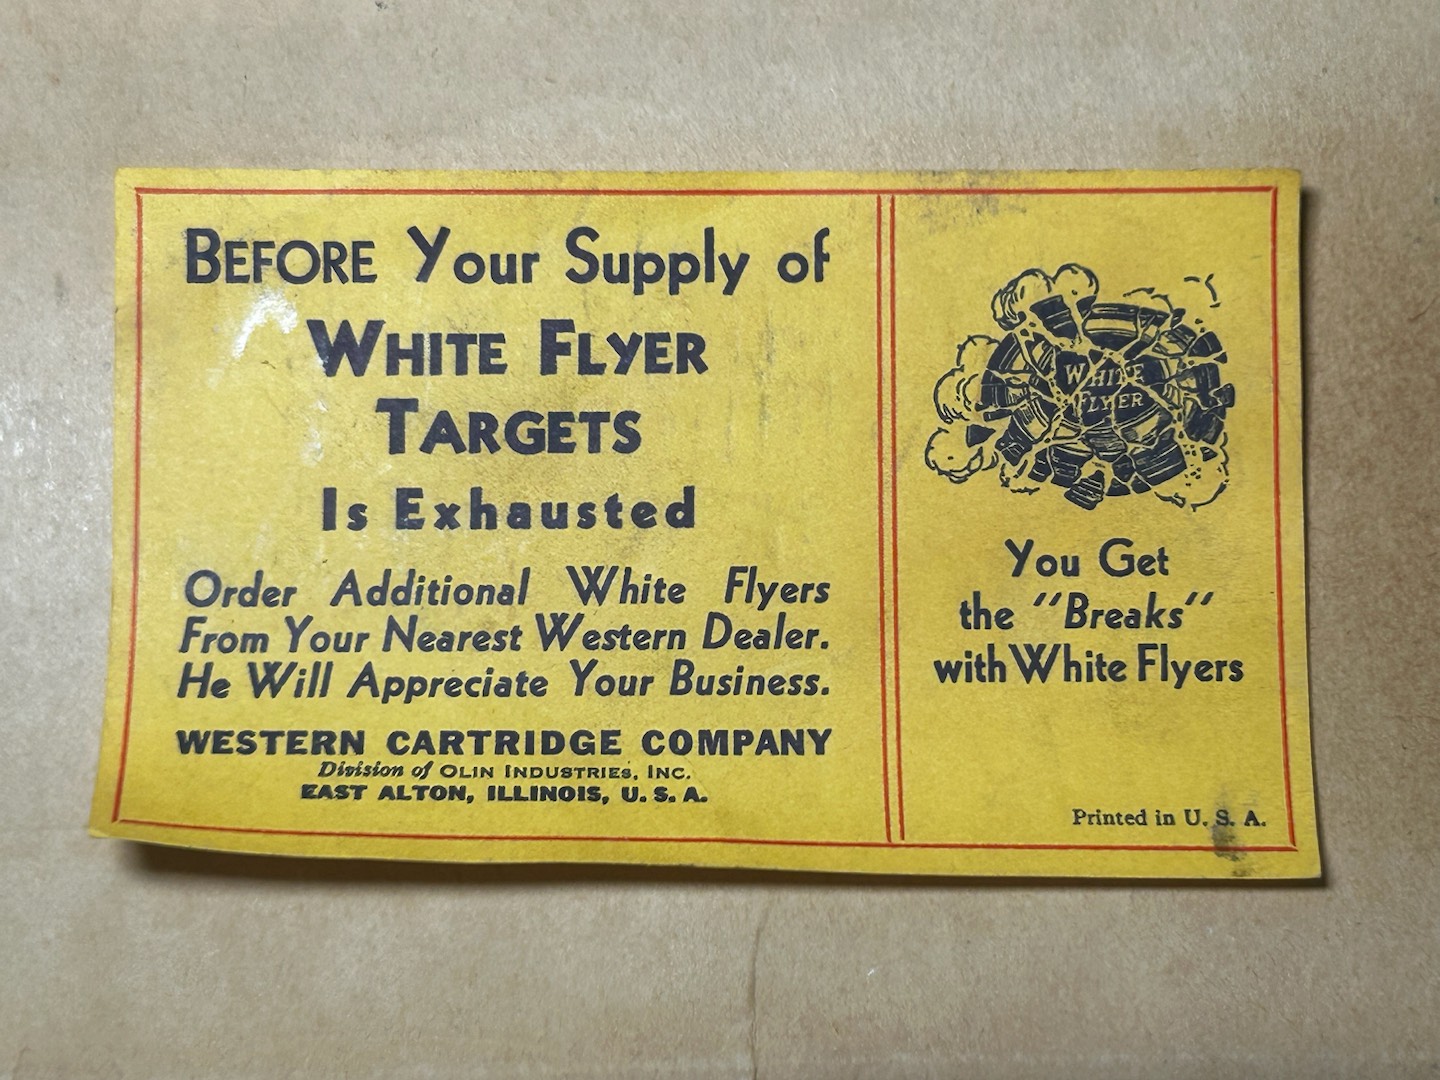 BEFORE Your Supply of
WHITE FLYER
TARGETS
Is Exhausted
Order Additional White Flyers
From Your Nearest Western Dealer.
He Will Appreciate Your Business.
WESTERN CARTRIDGE COMPANY
Division of OLIN INDUSTRIES, INC.
EAST ALTON, ILLINOIS, U. S. A.
WHITE
FLYER
You Get
the "Breaks"
with White Flyers
Printed in U. S. A.